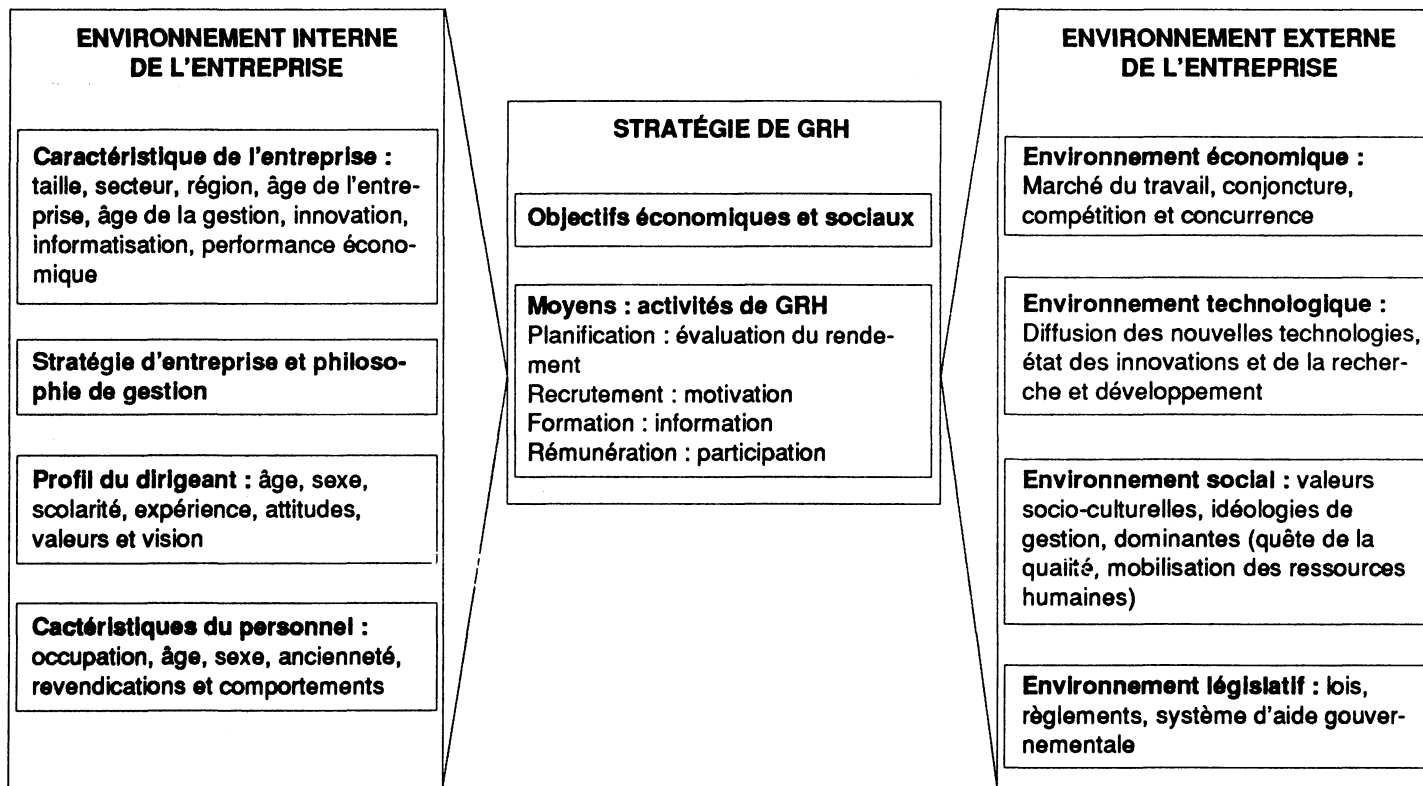 ENVIRONNEMENT INTERNE
DE L'ENTREPRISE
Caractéristique de l'entreprise :
taille, secteur, région, âge de l'entre-
prise, âge de la gestion, innovation,
informatisation, performance écono-
mique
Stratégie d'entreprise et philoso-
phie de gestion
Profil du dirigeant : âge, sexe,
scolarité, expérience, attitudes,
valeurs et vision
Cactéristiques du personnel :
occupation, âge, sexe, ancienneté,
revendications et comportements
STRATÉGIE DE GRH
Objectifs économiques et sociaux
Moyens : activités de GRH
Planification : évaluation du rende-
ment
Recrutement : motivation
Formation : information
Rémunération : participation
ENVIRONNEMENT EXTERNE
DE L'ENTREPRISE
Environnement économique :
Marché du travail, conjoncture,
compétition et concurrence
Environnement technologique :
Diffusion des nouvelles technologies,
état des innovations et de la recher-
che et développement
Environnement social : valeurs
socio-culturelles, idéologies de
gestion, dominantes (quête de la
qualité, mobilisation des ressources
humaines)
Environnement législatif : lois,
règlements, système d'aide gouver-
nementale